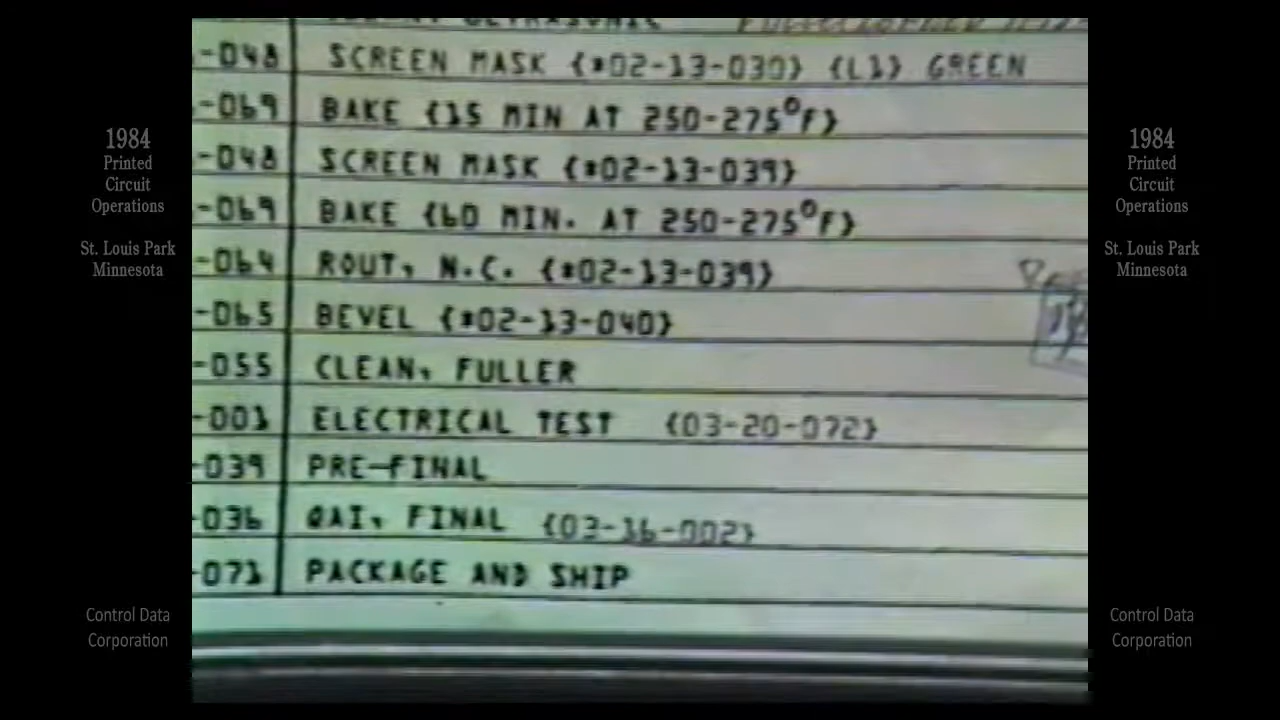 1984
Printed
Circuit
Operations
St. Louis Park
Minnesota
Control Data
Corporation
ULTRASONIC
-048 SCREEN MASK {#02-13-030} {L1} GREEN
-069 BAKE {15 MIN AT 250-275°F}
-048 SCREEN MASK {#02-13-039}
-069 BAKE {60 MIN. AT 250-275°F}
-064 ROUT, N.C. {#02-13-039}
-065 BEVEL {#02-13-040}
-055 CLEAN, FULLER
-001 ELECTRICAL TEST {03-20-072}
-039 PRE-FINAL
-036 QAI, FINAL {03-16-002}
-071 PACKAGE AND SHIP
1984
Printed
Circuit
Operations
St. Louis Park
Minnesota
Control Data
Corporation